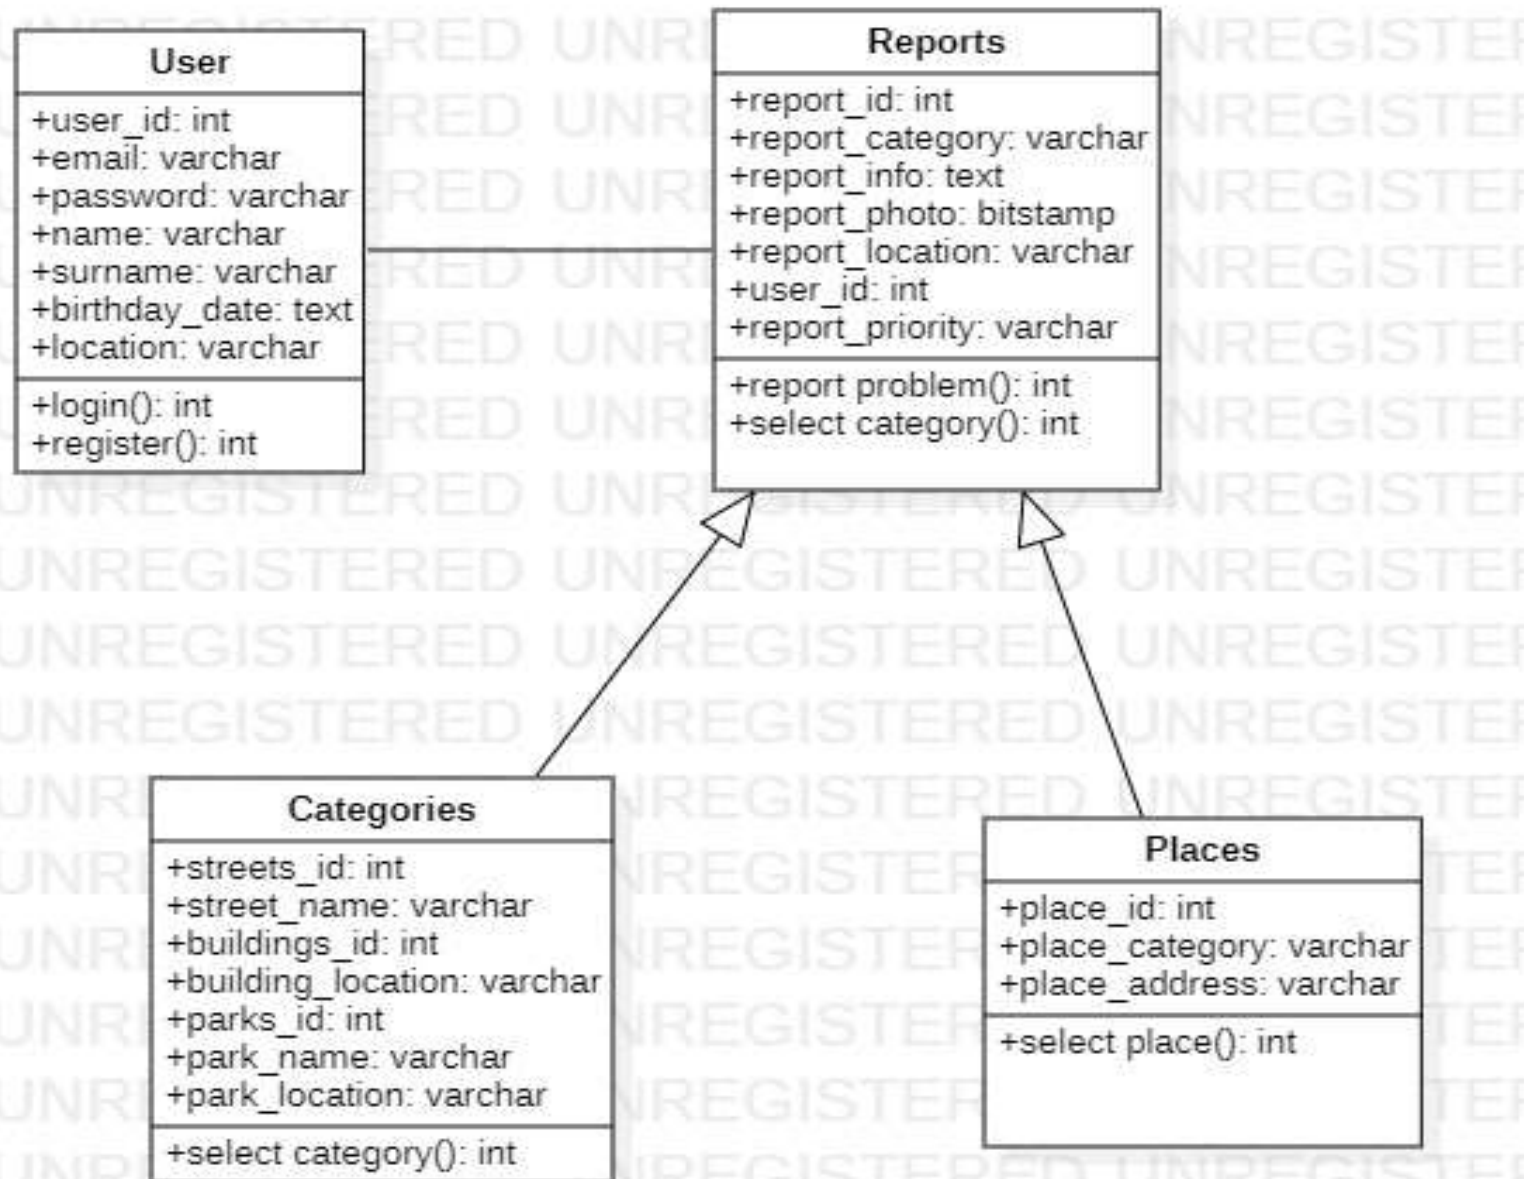 User
+user_id: int
+email: varchar
+password: varchar
+name: varchar
+surname: varchar
+birthday_date: text
+location: varchar
+login(): int
+register(): int
Reports
+report_id: int
+report_category: varchar
+report_info: text
+report_photo: bitstamp
+report_location: varchar
+user_id: int
+report_priority: varchar
+report problem(): int
+select category(): int
Categories
+streets_id: int
+street_name: varchar
+buildings_id: int
+building_location: varchar
+parks_id: int
+park_name: varchar
+park_location: varchar
+select category(): int
Places
+place_id: int
+place_category: varchar
+place_address: varchar
+select place(): int
UNREGISTERED UNREGISTERED UNREGISTER